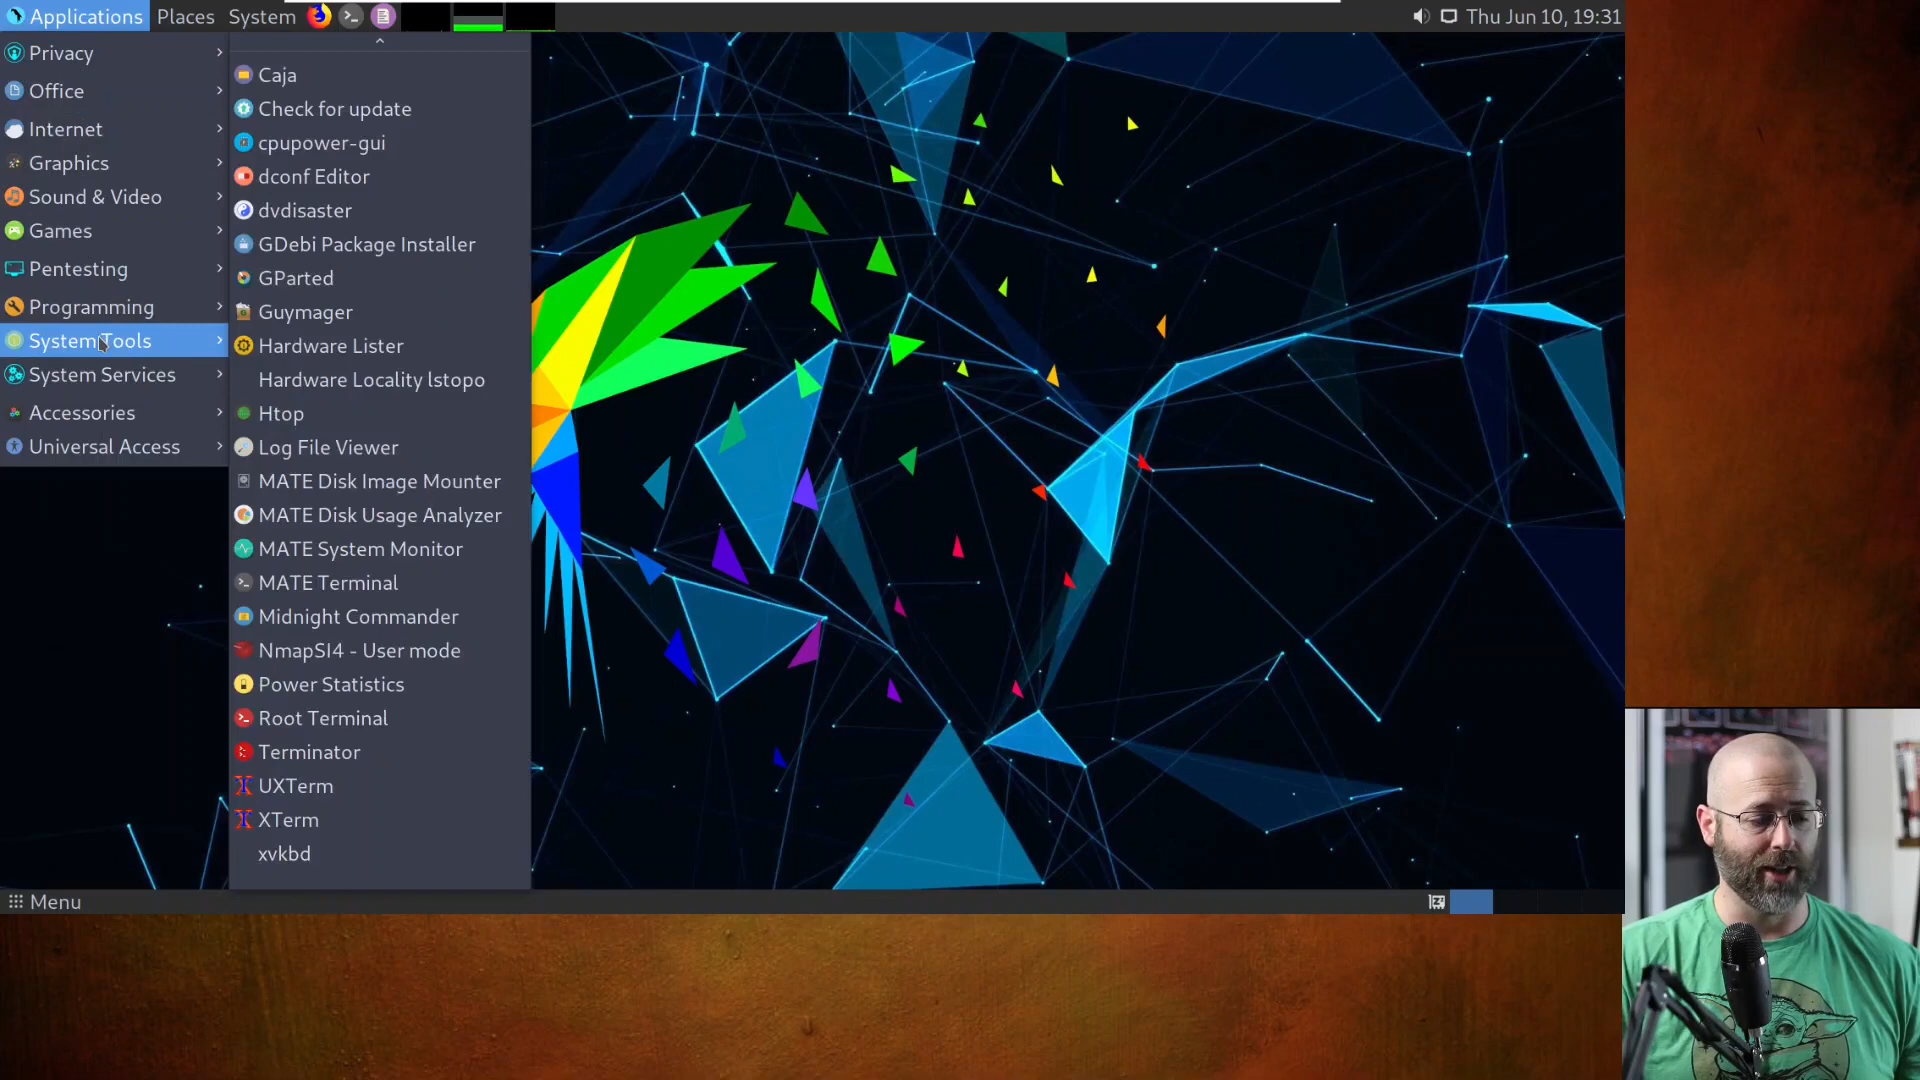 Applications Places System Thu Jun 10, 19:31
Privacy
Office
Internet
Graphics
Sound & Video
Games
Pentesting
Programming
System Tools
System Services
Accessories
Universal Access
Caja
Check for update
cpupower-gui
dconf Editor
dvdisaster
GDebi Package Installer
GParted
Guymager
Hardware Lister
Hardware Locality lstopo
Htop
Log File Viewer
MATE Disk Image Mounter
MATE Disk Usage Analyzer
MATE System Monitor
MATE Terminal
Midnight Commander
NmapSI4 - User mode
Power Statistics
Root Terminal
Terminator
UXTerm
XTerm
xvkbd
Menu